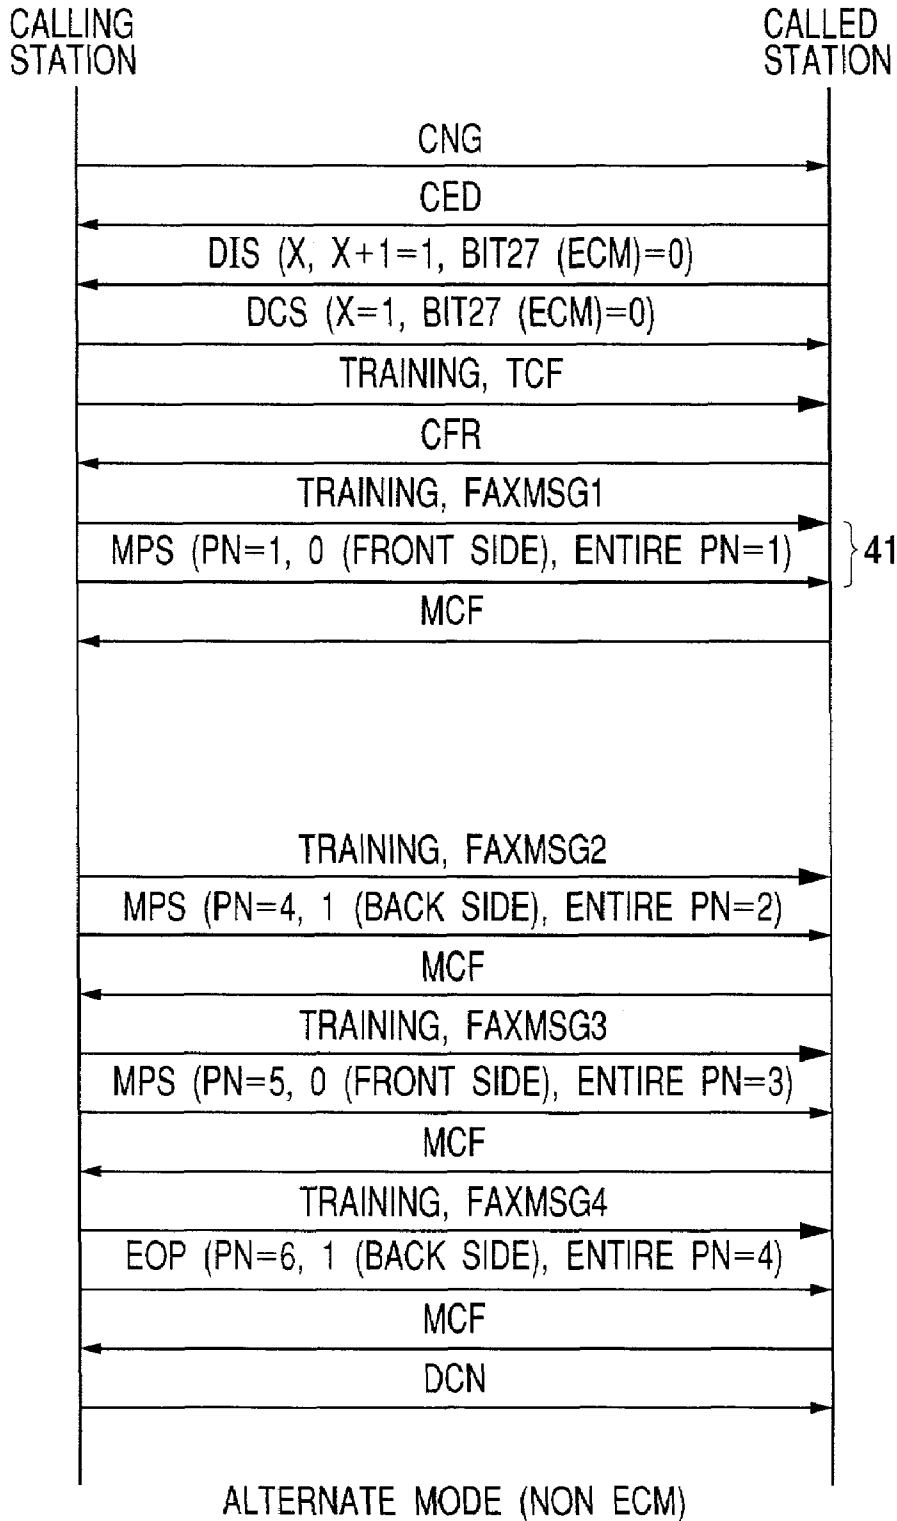 CALLING
STATION
CALLED
STATION
CNG
CED
DIS (X, X+1=1, BIT27 (ECM)=0)
DCS (X=1, BIT27 (ECM)=0)
TRAINING, TCF
CFR
TRAINING, FAXMSG1
MPS (PN=1, 0 (FRONT SIDE), ENTIRE PN=1)
41
MCF
TRAINING, FAXMSG2
MPS (PN=4, 1 (BACK SIDE), ENTIRE PN=2)
MCF
TRAINING, FAXMSG3
MPS (PN=5, 0 (FRONT SIDE), ENTIRE PN=3)
MCF
TRAINING, FAXMSG4
EOP (PN=6, 1 (BACK SIDE), ENTIRE PN=4)
MCF
DCN
ALTERNATE MODE (NON ECM)